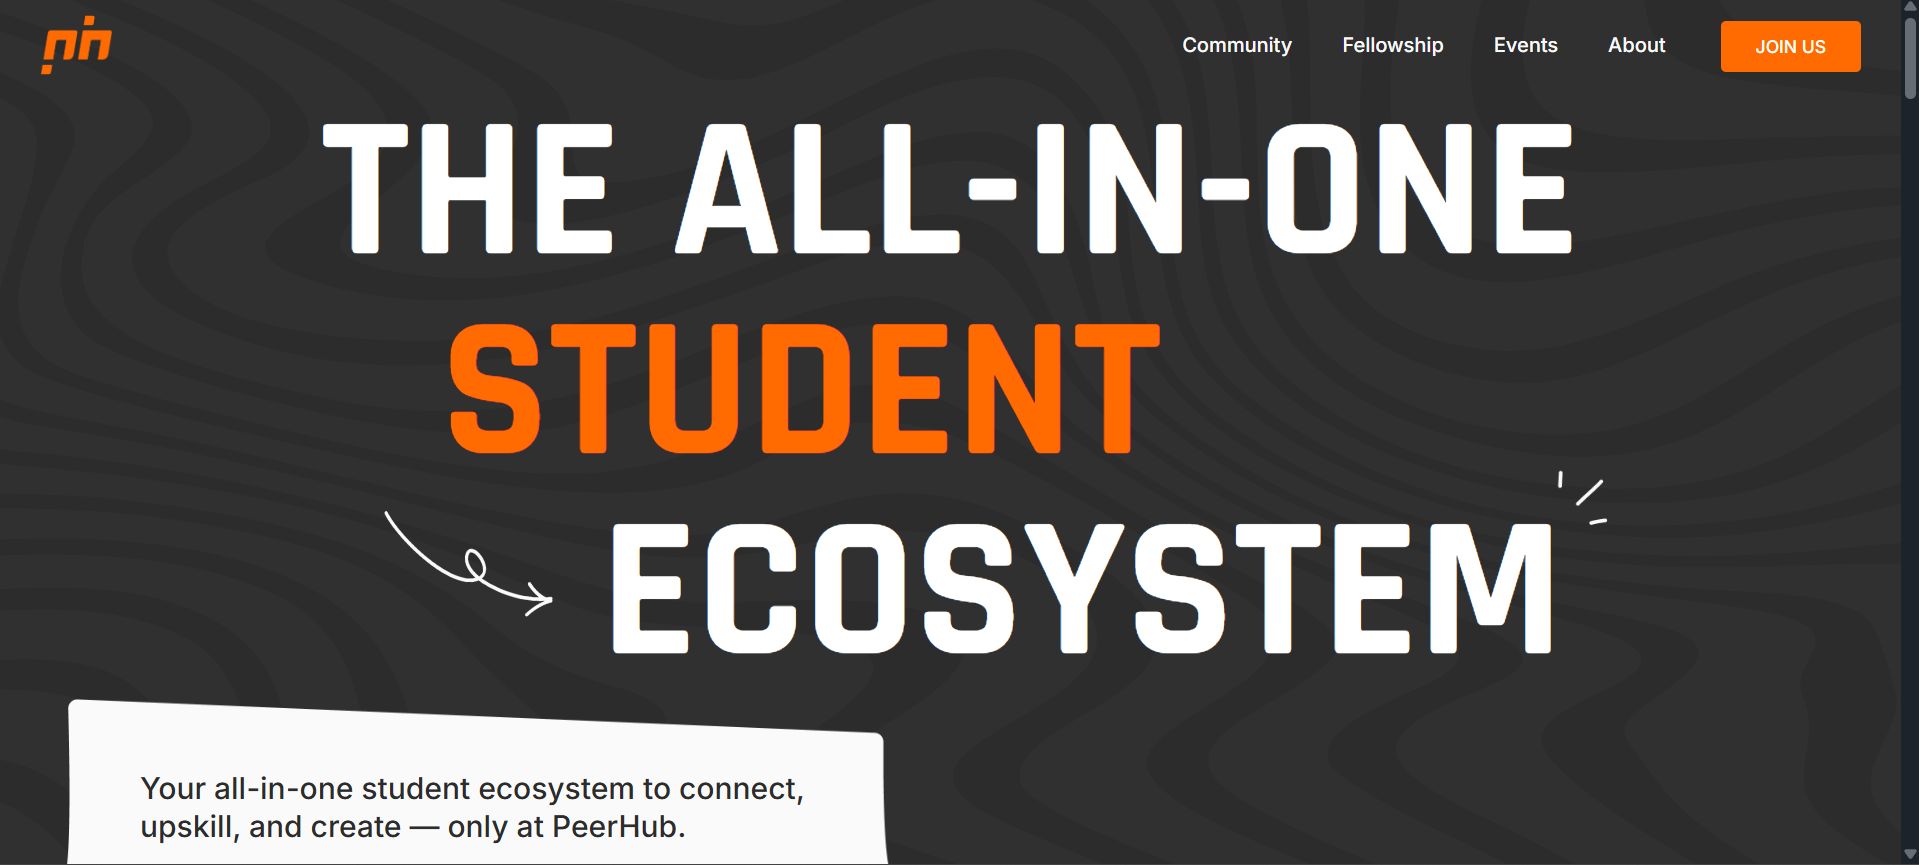 Community Fellowship Events About JOIN US
THE ALL-IN-ONE
STUDENT
ECOSYSTEM
Your all-in-one student ecosystem to connect,
upskill, and create — only at PeerHub.